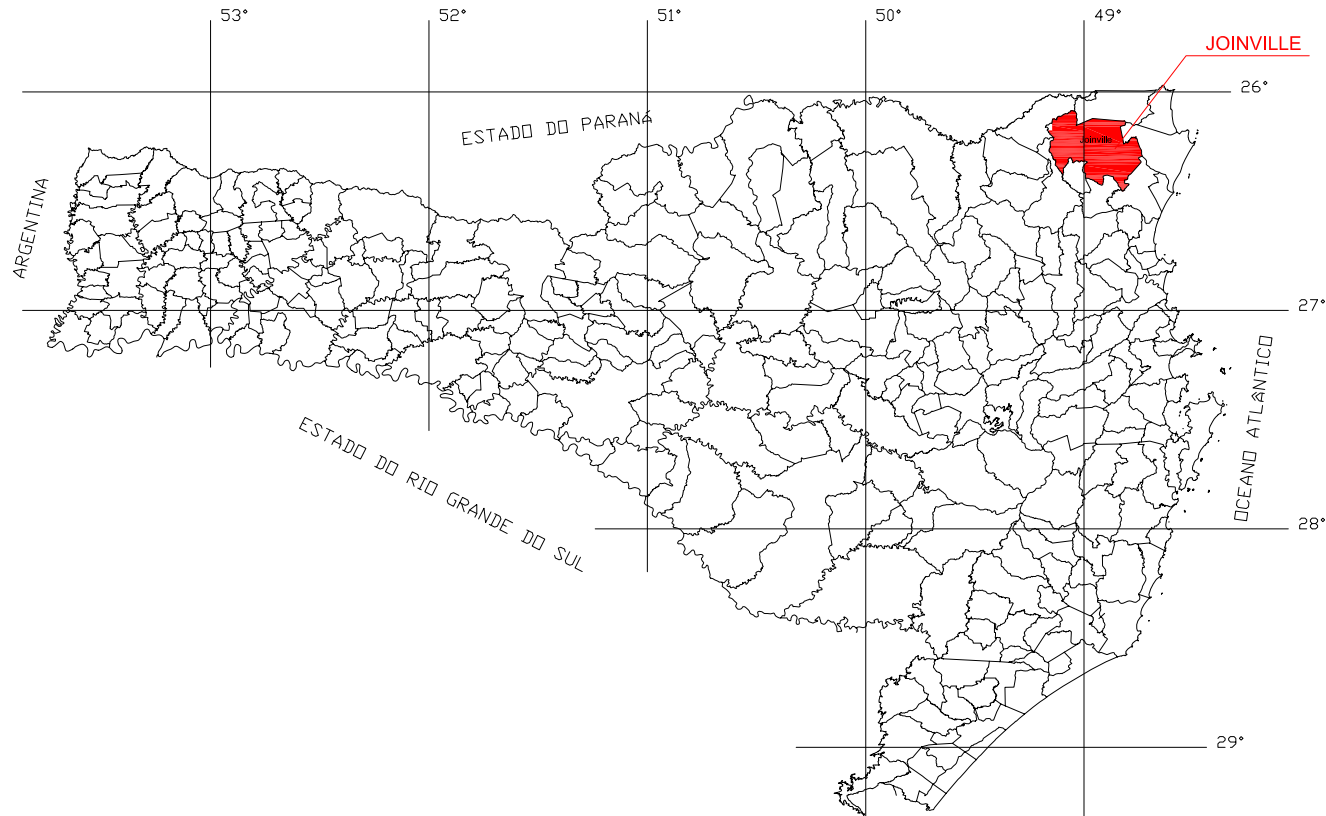 53°
52°
51°
50°
49°
JOINVILLE
26°
ESTADO DO PARANÁ
Joinville
ARGENTINA
27°
OCEANO ATLÂNTICO
ESTADO DO RIO GRANDE DO SUL
28°
29°